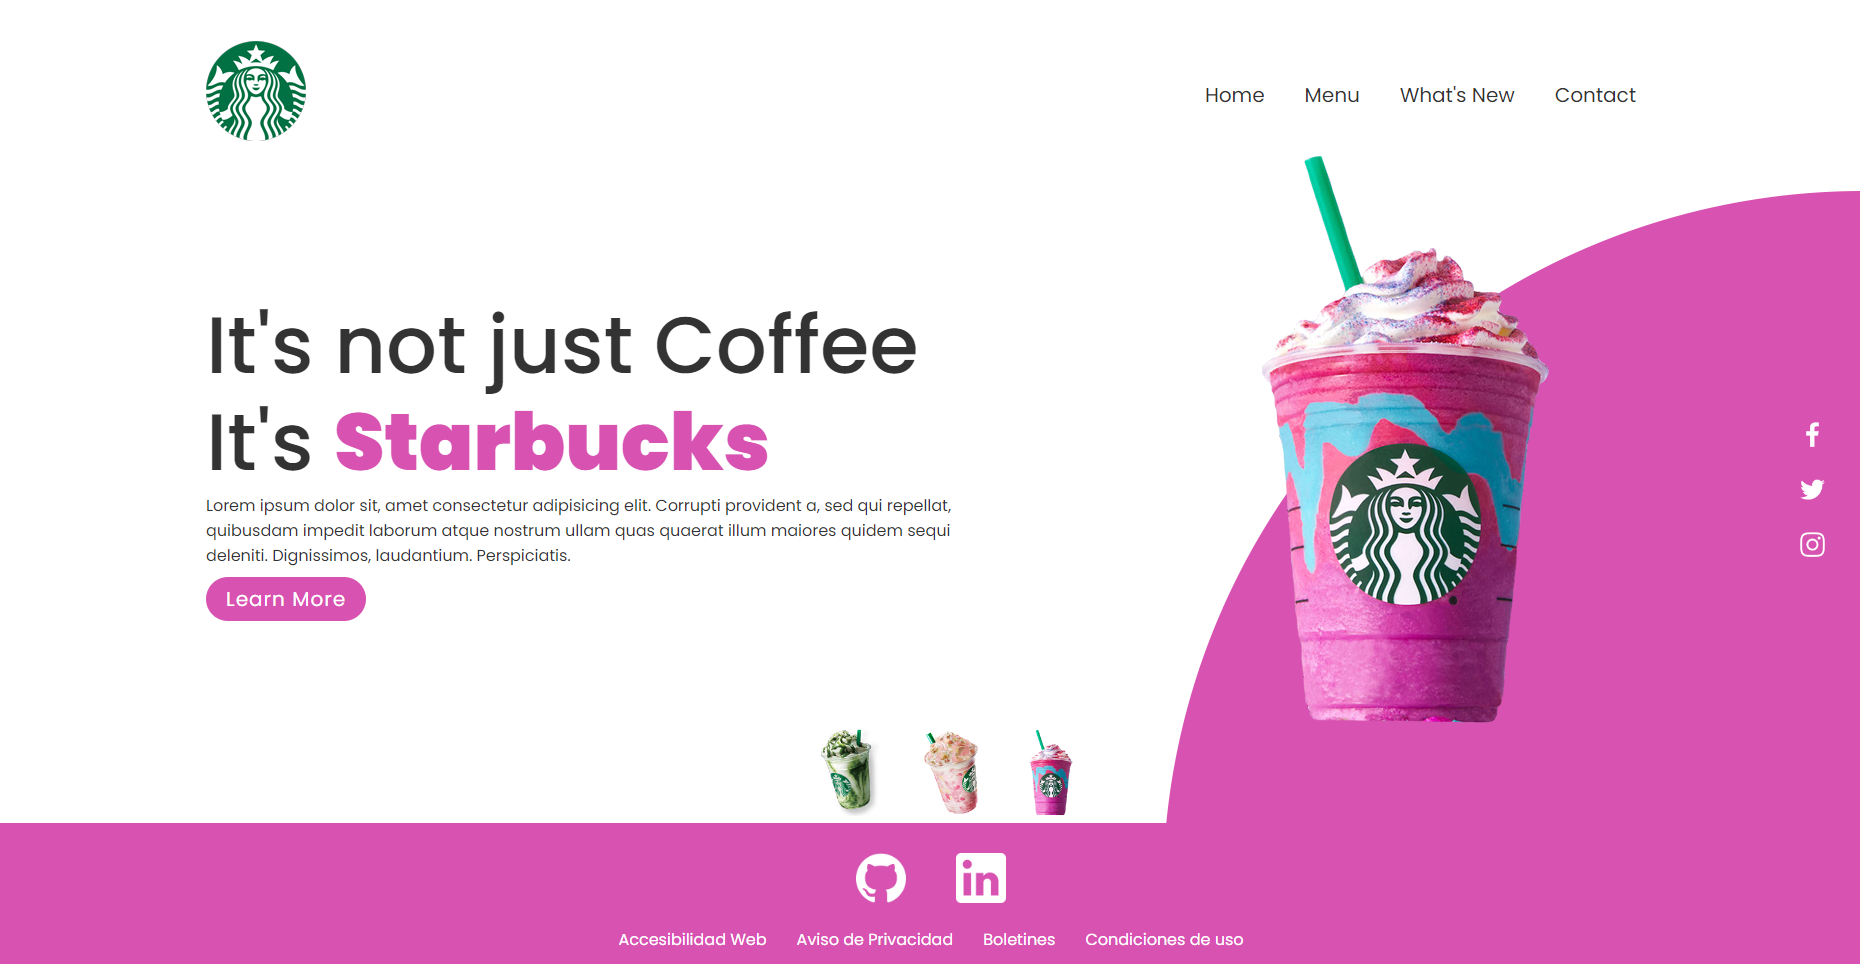 Home Menu What's New Contact
It's not just Coffee
It's Starbucks
Lorem ipsum dolor sit, amet consectetur adipisicing elit. Corrupti provident a, sed qui repellat,
quibusdam impedit laborum atque nostrum ullam quas quaerat illum maiores quidem sequi
deleniti. Dignissimos, laudantium. Perspiciatis.
Learn More
in
Accesibilidad Web Aviso de Privacidad Boletines Condiciones de uso